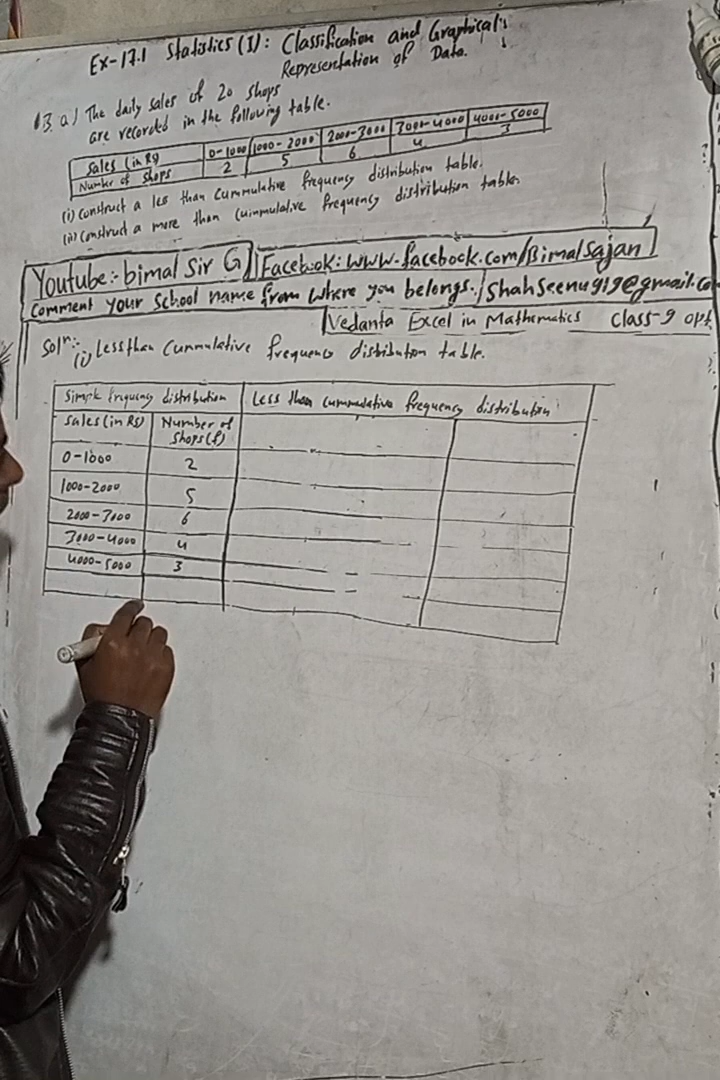 Ex-17.1 Statistics (I): Classification and Graphical
Representation of Data.
13. a) The daily sales of 20 shops
are recorded in the following table.
Sales (in Rs) 0-1000 1000-2000 2000-3000 3000-4000 4000-5000
Number of shops 2 5 6 4 3
(i) construct a less than cummulative frequency distribution table.
(ii) construct a more than cummulative frequency distribution table.
Youtube:- bimal Sir G Facebook: www.facebook.com/Bimalsajan
Comment your School name from where you belongs. / shahseenu919@gmail.co
Vedanta Excel in Mathematics Class-9 opt
Solⁿ:-
(i) Less than Cummulative frequency distribution table.
Simple frequency distribution Less than cummulative frequency distribution
Sales (in Rs) Number of
shops (f)
0-1000 2
1000-2000 5
2000-3000 6
3000-4000 4
4000-5000 3